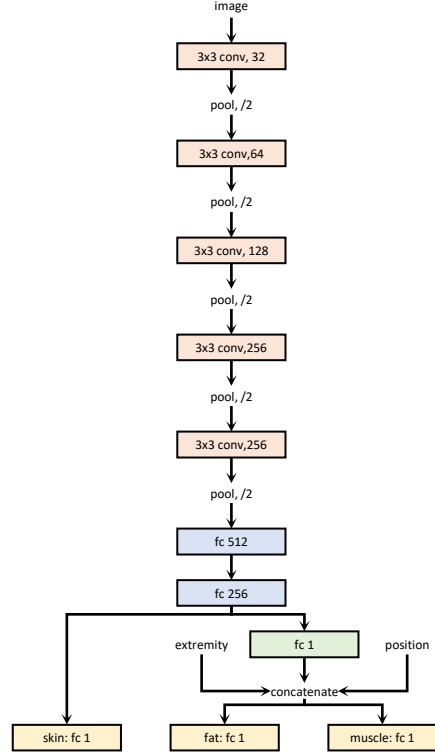 image
3x3 conv, 32
pool, /2
3x3 conv,64
pool, /2
3x3 conv, 128
pool, /2
3x3 conv,256
pool, /2
3x3 conv,256
pool, /2
fc 512
fc 256
extremity
fc 1
position
concatenate
skin: fc 1
fat: fc 1
muscle: fc 1